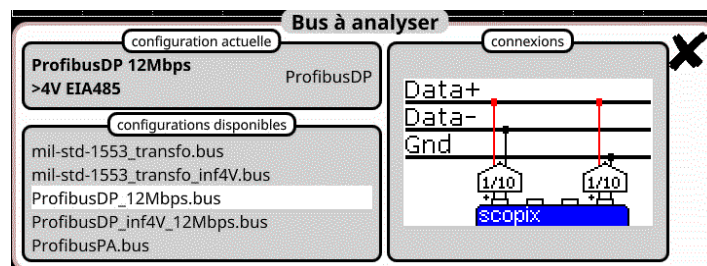 Bus à analyser
configuration actuelle
ProfibusDP 12Mbps
>4V EIA485
ProfibusDP
configurations disponibles
mil-std-1553_transfo.bus
mil-std-1553_transfo_inf4V.bus
ProfibusDP_12Mbps.bus
ProfibusDP_inf4V_12Mbps.bus
ProfibusPA.bus
connexions
Data+
Data-
Gnd
1/10 1/10
+ +
scopix